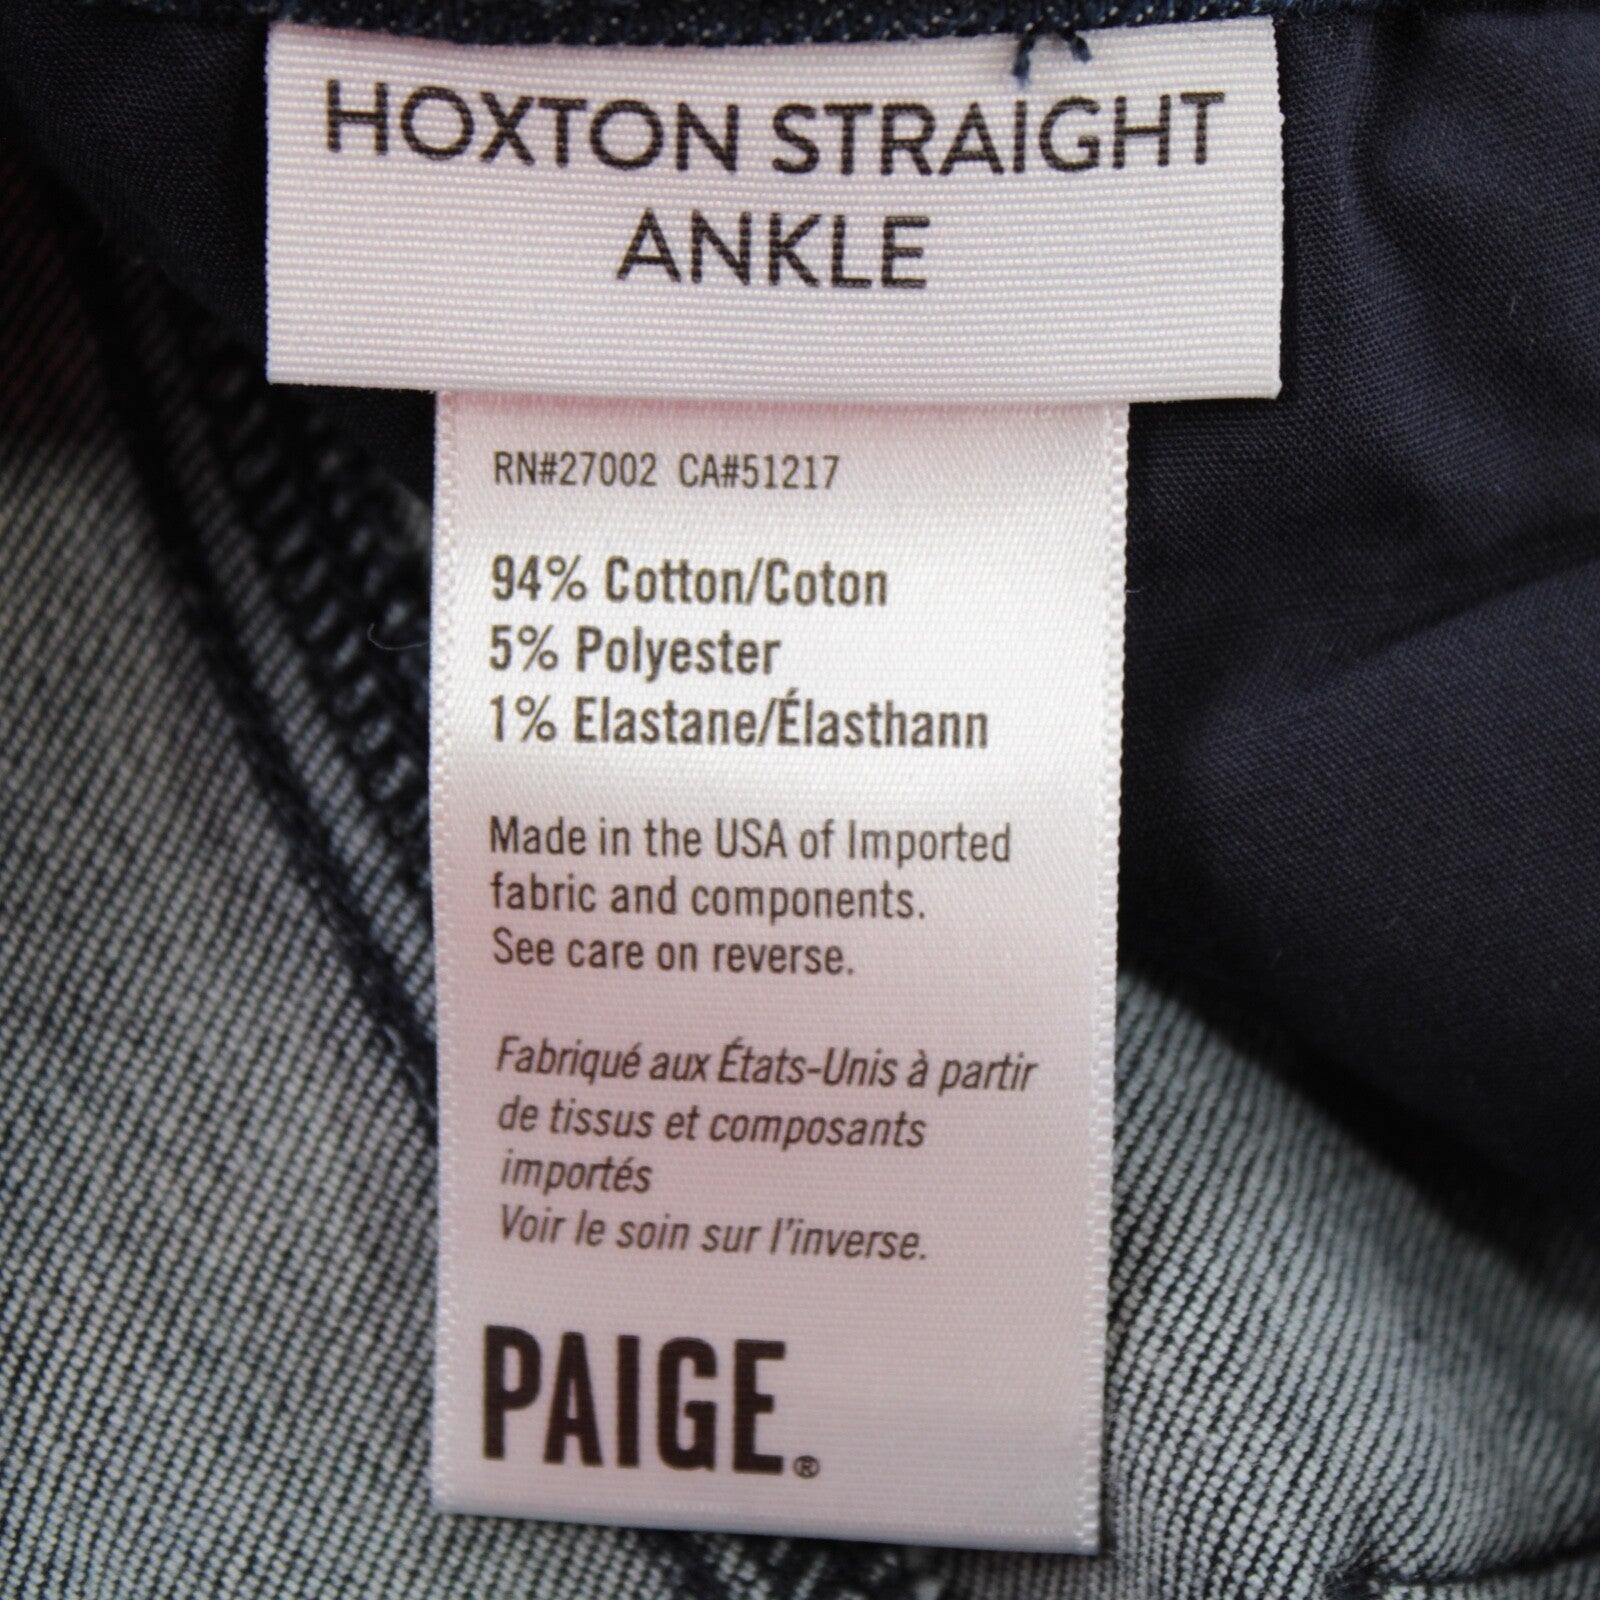 HOXTON STRAIGHT
ANKLE
RN#27002 CA#51217
94% Cotton/Coton
5% Polyester
1% Elastane/Élasthann
Made in the USA of Imported
fabric and components.
See care on reverse.
Fabriqué aux États-Unis à partir
de tissus et composants
importés
Voir le soin sur l'inverse.
PAIGE®